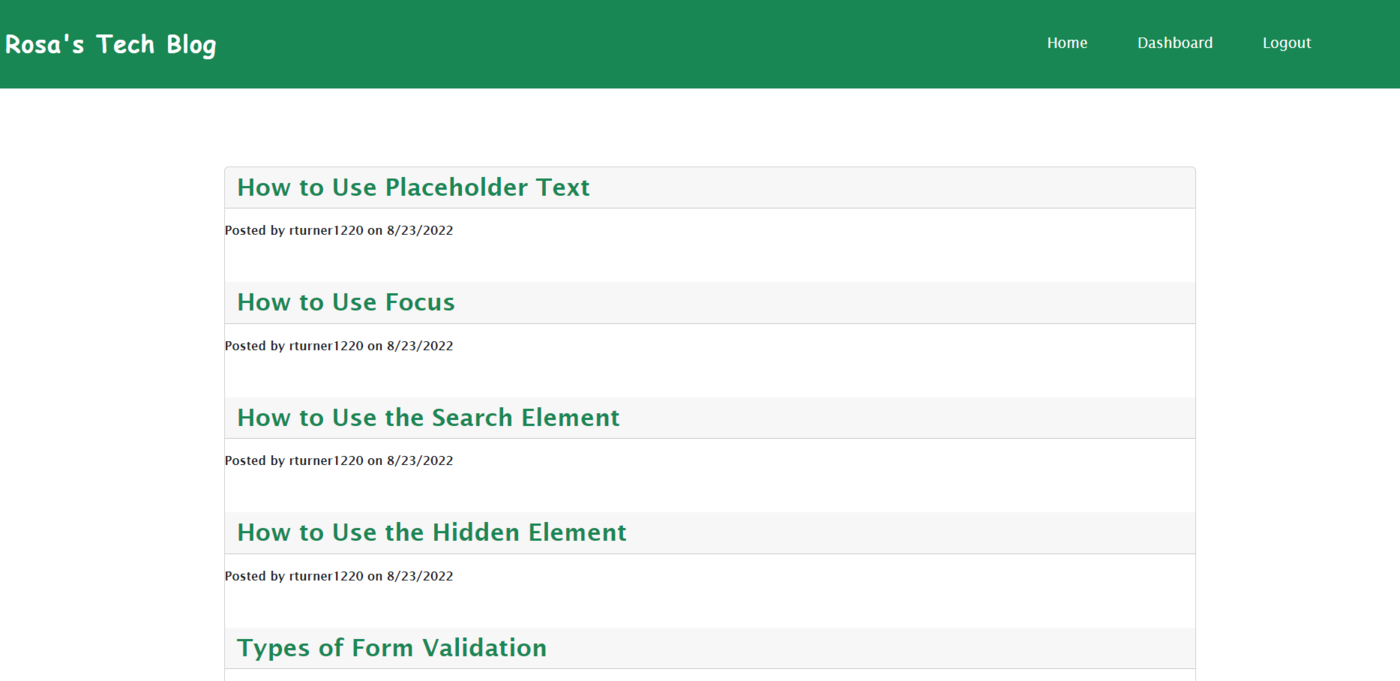 Rosa's Tech Blog
Home Dashboard Logout
How to Use Placeholder Text
Posted by rturner1220 on 8/23/2022
How to Use Focus
Posted by rturner1220 on 8/23/2022
How to Use the Search Element
Posted by rturner1220 on 8/23/2022
How to Use the Hidden Element
Posted by rturner1220 on 8/23/2022
Types of Form Validation